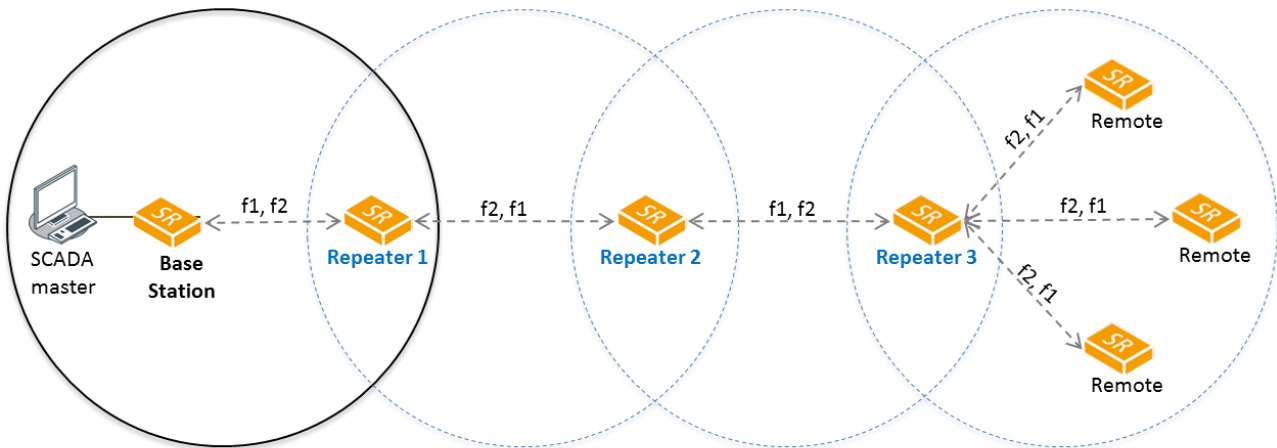 SR
Remote
f2, f1
SCADA
master
SR
Base
Station
f1, f2
SR
Repeater 1
f2, f1
SR
Repeater 2
f1, f2
SR
Repeater 3
f2, f1
SR
Remote
f2, f1
SR
Remote